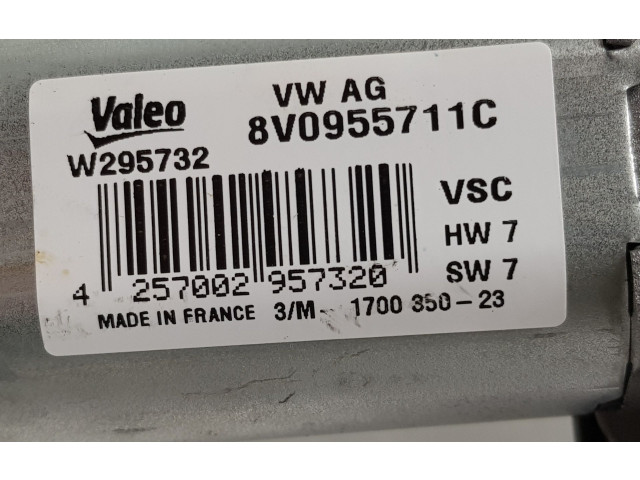 Valeo
VW AG
8V0955711C
W295732
VSC
HW 7
SW 7
4 257002 957320
MADE IN FRANCE 3/M- 1700 350-23